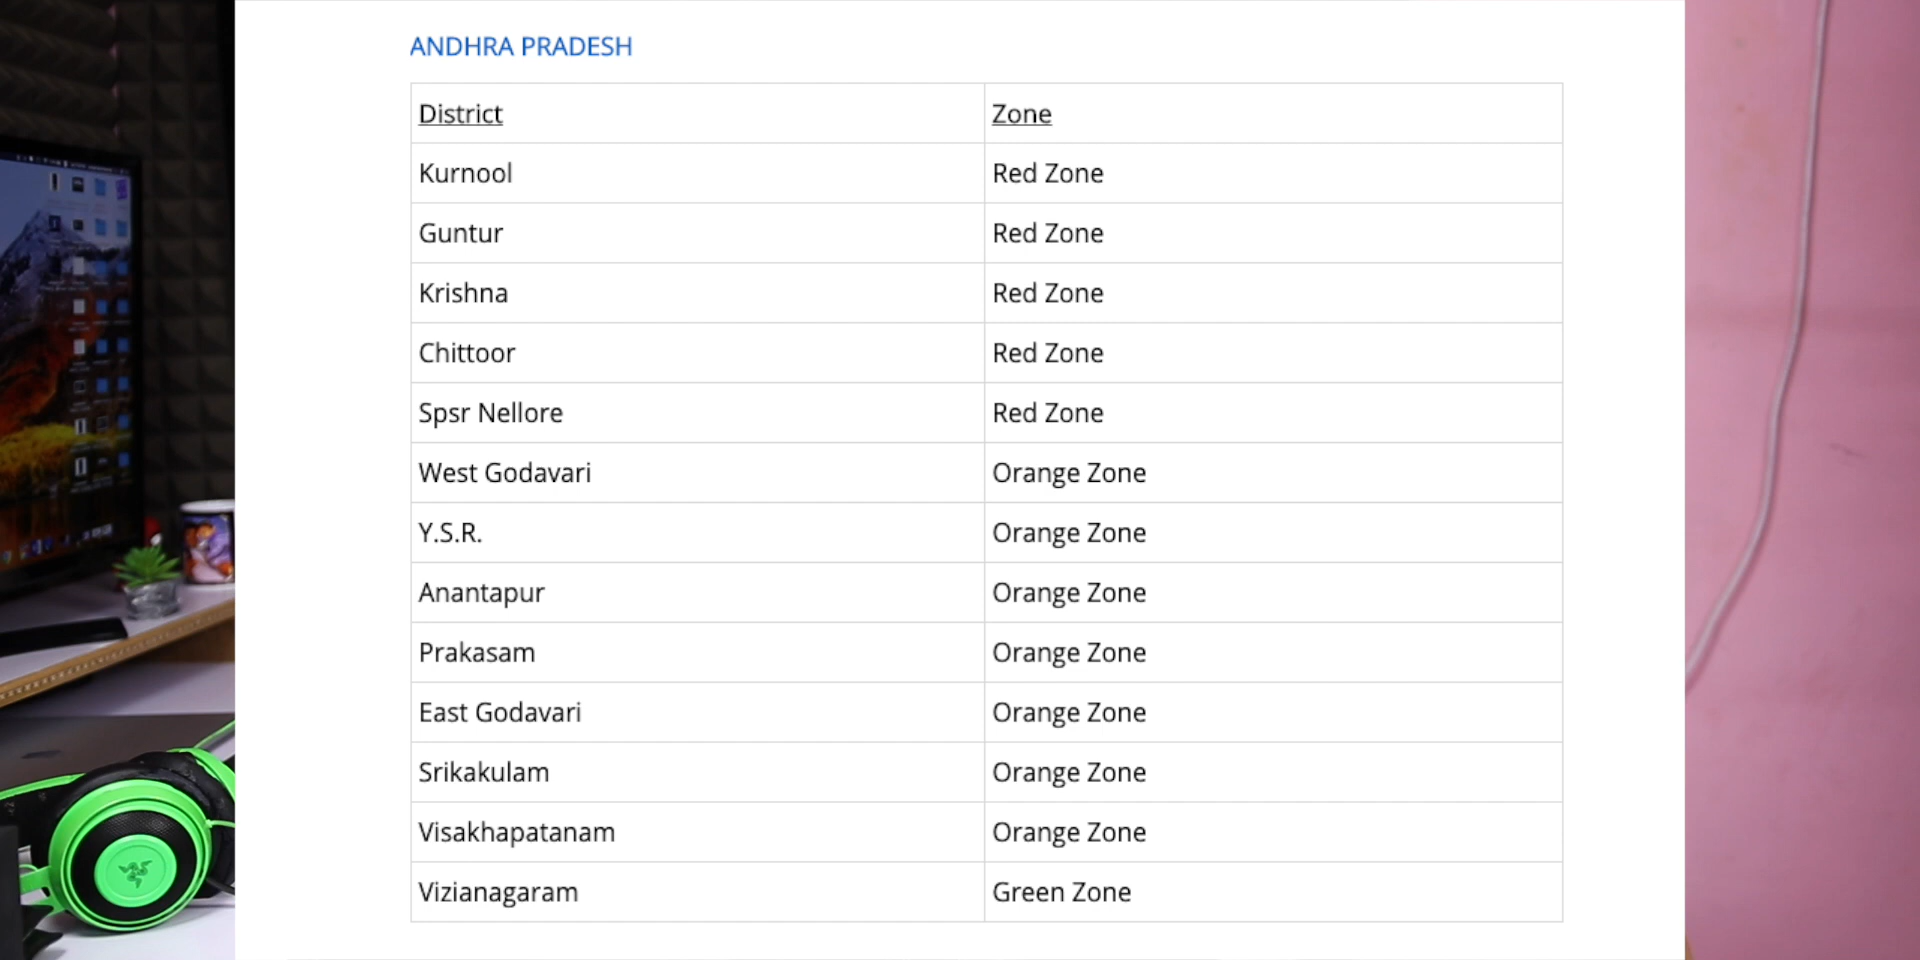 ANDHRA PRADESH
District Zone
Kurnool Red Zone
Guntur Red Zone
Krishna Red Zone
Chittoor Red Zone
Spsr Nellore Red Zone
West Godavari Orange Zone
Y.S.R. Orange Zone
Anantapur Orange Zone
Prakasam Orange Zone
East Godavari Orange Zone
Srikakulam Orange Zone
Visakhapatanam Orange Zone
Vizianagaram Green Zone